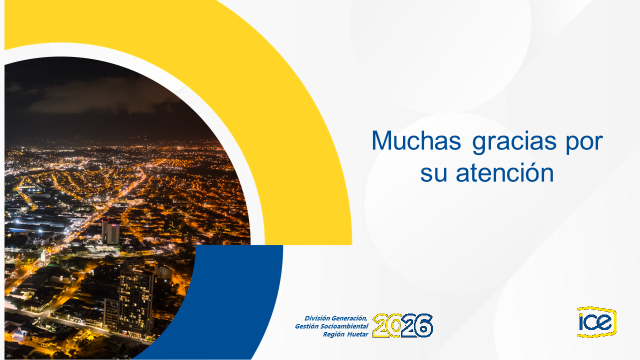 Muchas gracias por
su atención
División Generación,
Gestión Socioambiental
Región Huetar
2026
ice